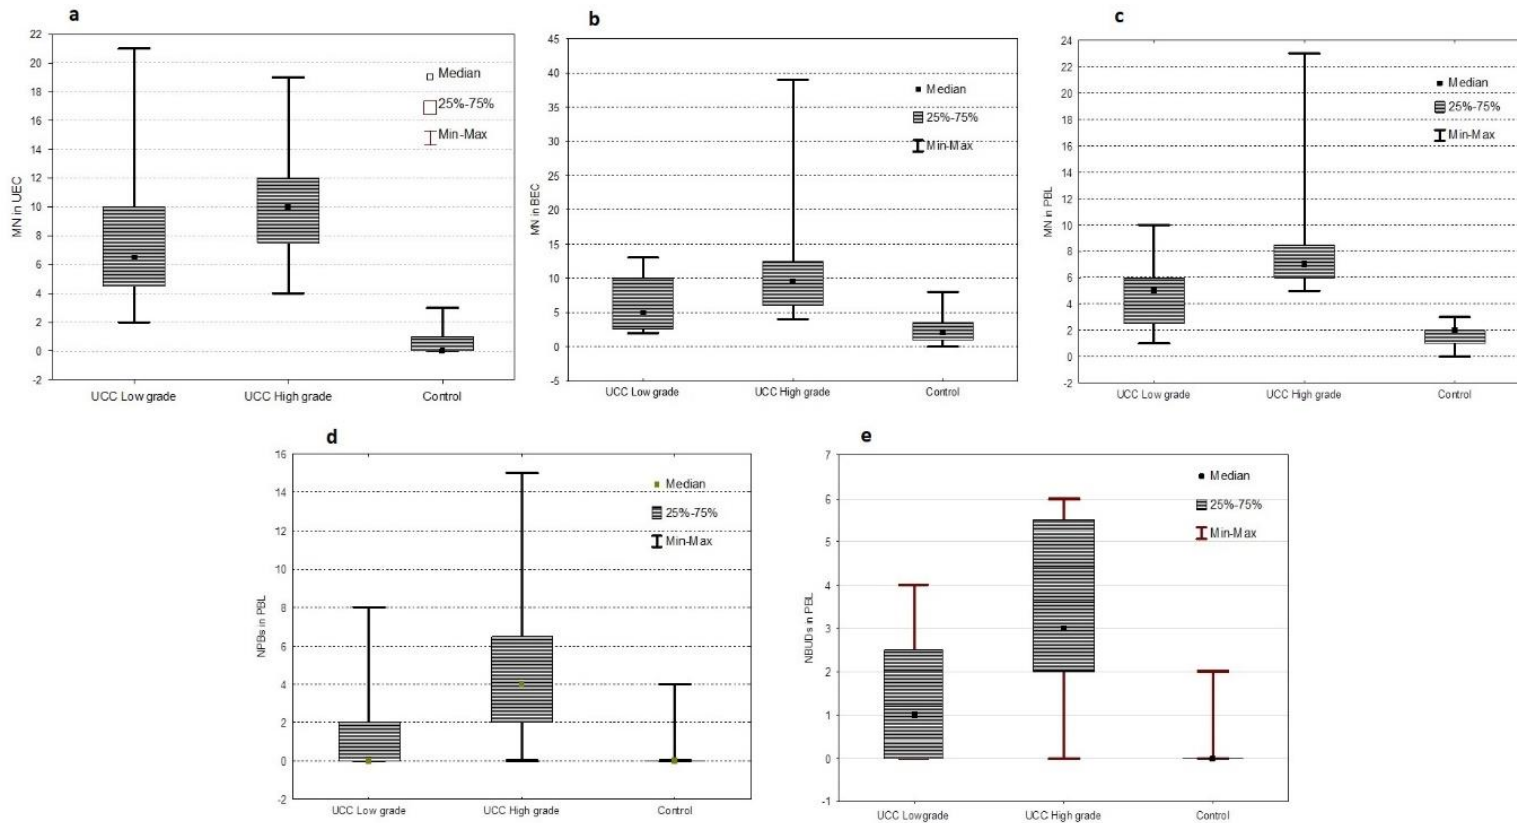 a
22
20
18
16
14
12
10
8
6
4
2
0
-2
MN in UEC
Median
25%-75%
Min-Max
UCC Low grade UCC High grade Control
b
45
40
35
30
25
20
15
10
5
0
-5
MN in BEC
Median
25%-75%
Min-Max
UCC Low grade UCC High grade Control
c
24
22
20
18
16
14
12
10
8
6
4
2
0
-2
MN in PBL
Median
25%-75%
Min-Max
UCC Low grade UCC High grade Control
d
16
14
12
10
8
6
4
2
0
-2
NPBs in PBL
Median
25%-75%
Min-Max
UCC Low grade UCC High grade Control
e
7
6
5
4
3
2
1
0
-1
NBUDs in PBL
Median
25%-75%
Min-Max
UCC Lowgrade UCC High grade Control